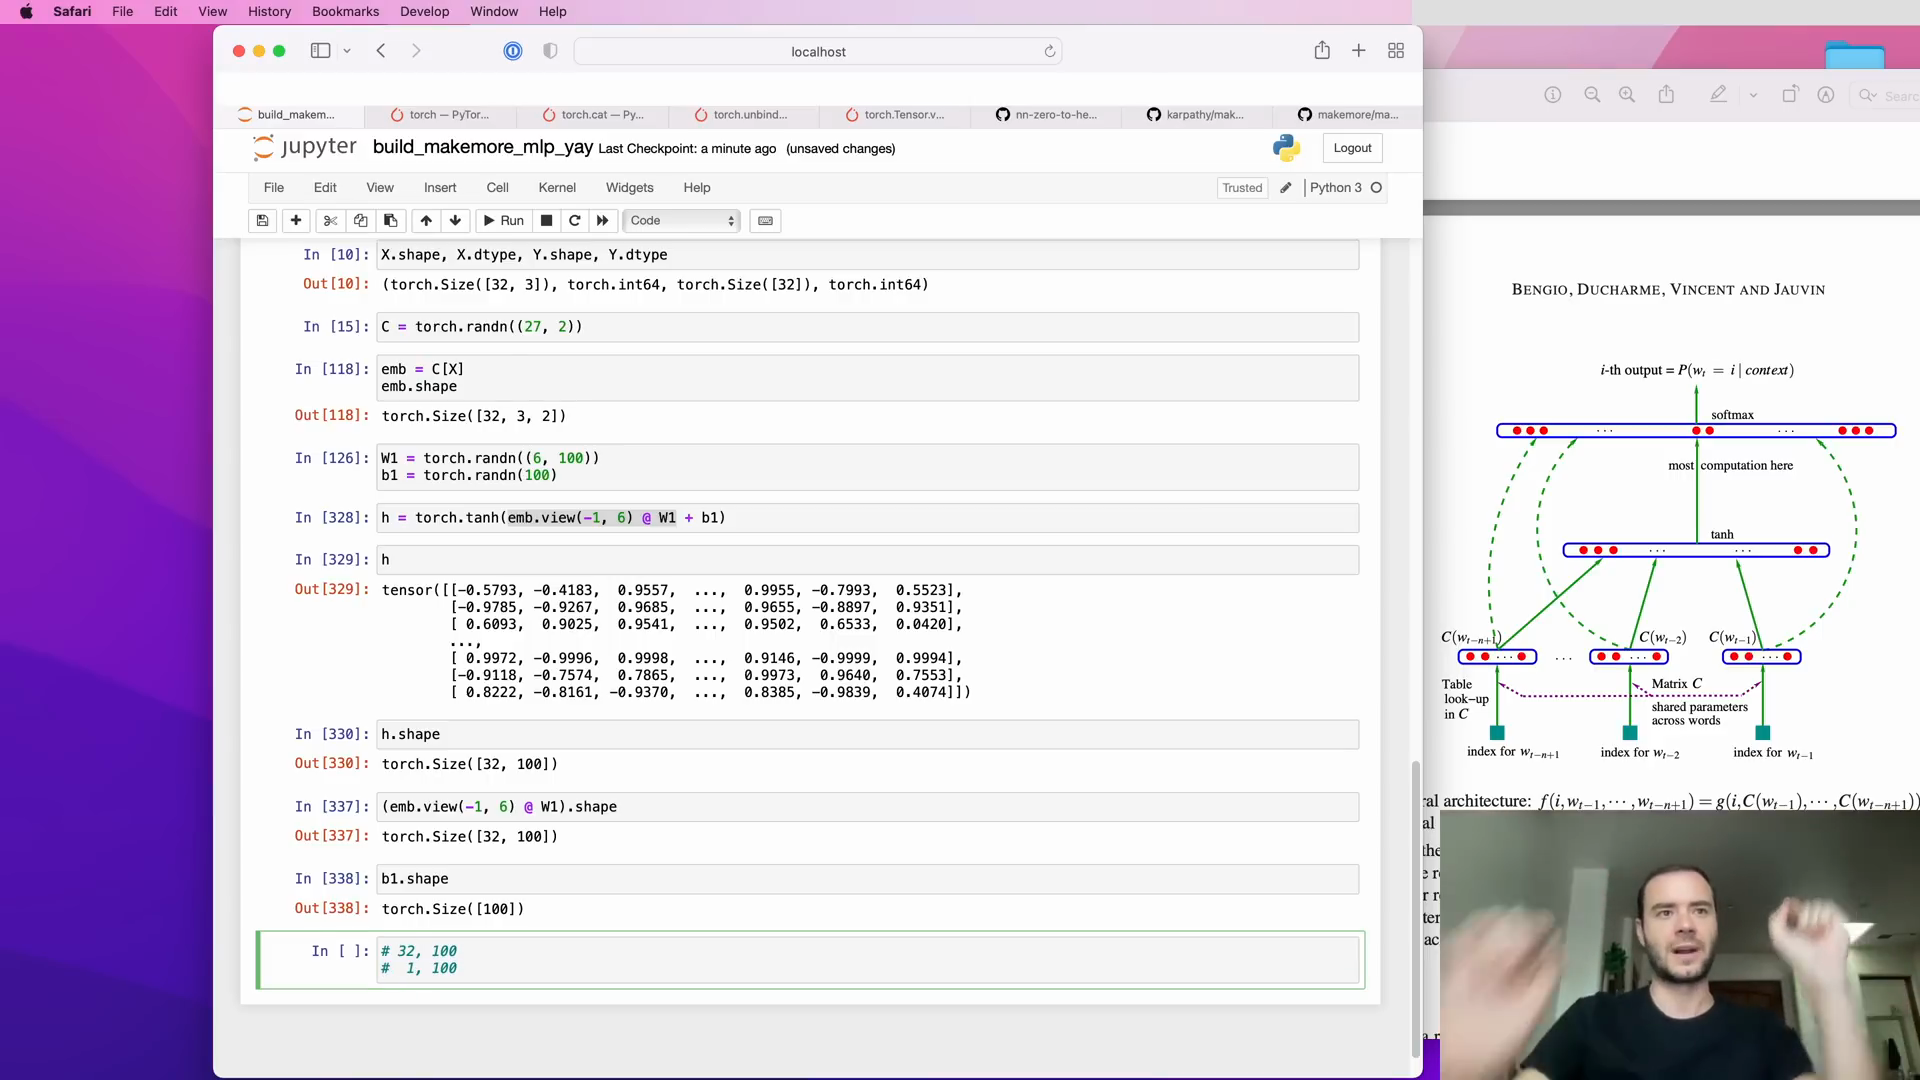 Safari File Edit View History Bookmarks Develop Window Help
localhost
build_makem... torch — PyTor... torch.cat — Py... torch.unbind... torch.Tensor.v... nn-zero-to-he... karpathy/mak... makemore/ma...
Search
jupyter build_makemore_mlp_yay Last Checkpoint: a minute ago (unsaved changes) Logout
File Edit View Insert Cell Kernel Widgets Help Trusted Python 3
Run Code
In [10]: X.shape, X.dtype, Y.shape, Y.dtype
Out[10]: (torch.Size([32, 3]), torch.int64, torch.Size([32]), torch.int64)
In [15]: C = torch.randn((27, 2))
In [118]: emb = C[X]
emb.shape
Out[118]: torch.Size([32, 3, 2])
In [126]: W1 = torch.randn((6, 100))
b1 = torch.randn(100)
In [328]: h = torch.tanh(emb.view(-1, 6) @ W1 + b1)
In [329]: h
Out[329]: tensor([[-0.5793, -0.4183, 0.9557, ..., 0.9955, -0.7993, 0.5523],
[-0.9785, -0.9267, 0.9685, ..., 0.9655, -0.8897, 0.9351],
[ 0.6093, 0.9025, 0.9541, ..., 0.9502, 0.6533, 0.0420],
...,
[ 0.9972, -0.9996, 0.9998, ..., 0.9146, -0.9999, 0.9994],
[-0.9118, -0.7574, 0.7865, ..., 0.9973, 0.9640, 0.7553],
[ 0.8222, -0.8161, -0.9370, ..., 0.8385, -0.9839, 0.4074]])
In [330]: h.shape
Out[330]: torch.Size([32, 100])
In [337]: (emb.view(-1, 6) @ W1).shape
Out[337]: torch.Size([32, 100])
In [338]: b1.shape
Out[338]: torch.Size([100])
In [ ]: # 32, 100
# 1, 100
BENGIO, DUCHARME, VINCENT AND JAUVIN
i-th output = P(w_t = i | context)
softmax
. . .
most computation here
tanh
. . .
C(w_{t−n+1}) C(w_{t−2}) C(w_{t−1})
. . .
Table look-up in C
Matrix C
shared parameters across words
index for w_{t−n+1} index for w_{t−2} index for w_{t−1}
ral architecture: f(i,w_{t−1},···,w_{t−n+1}) = g(i,C(w_{t−1}),···,C(w_{t−n+1}))
al
the